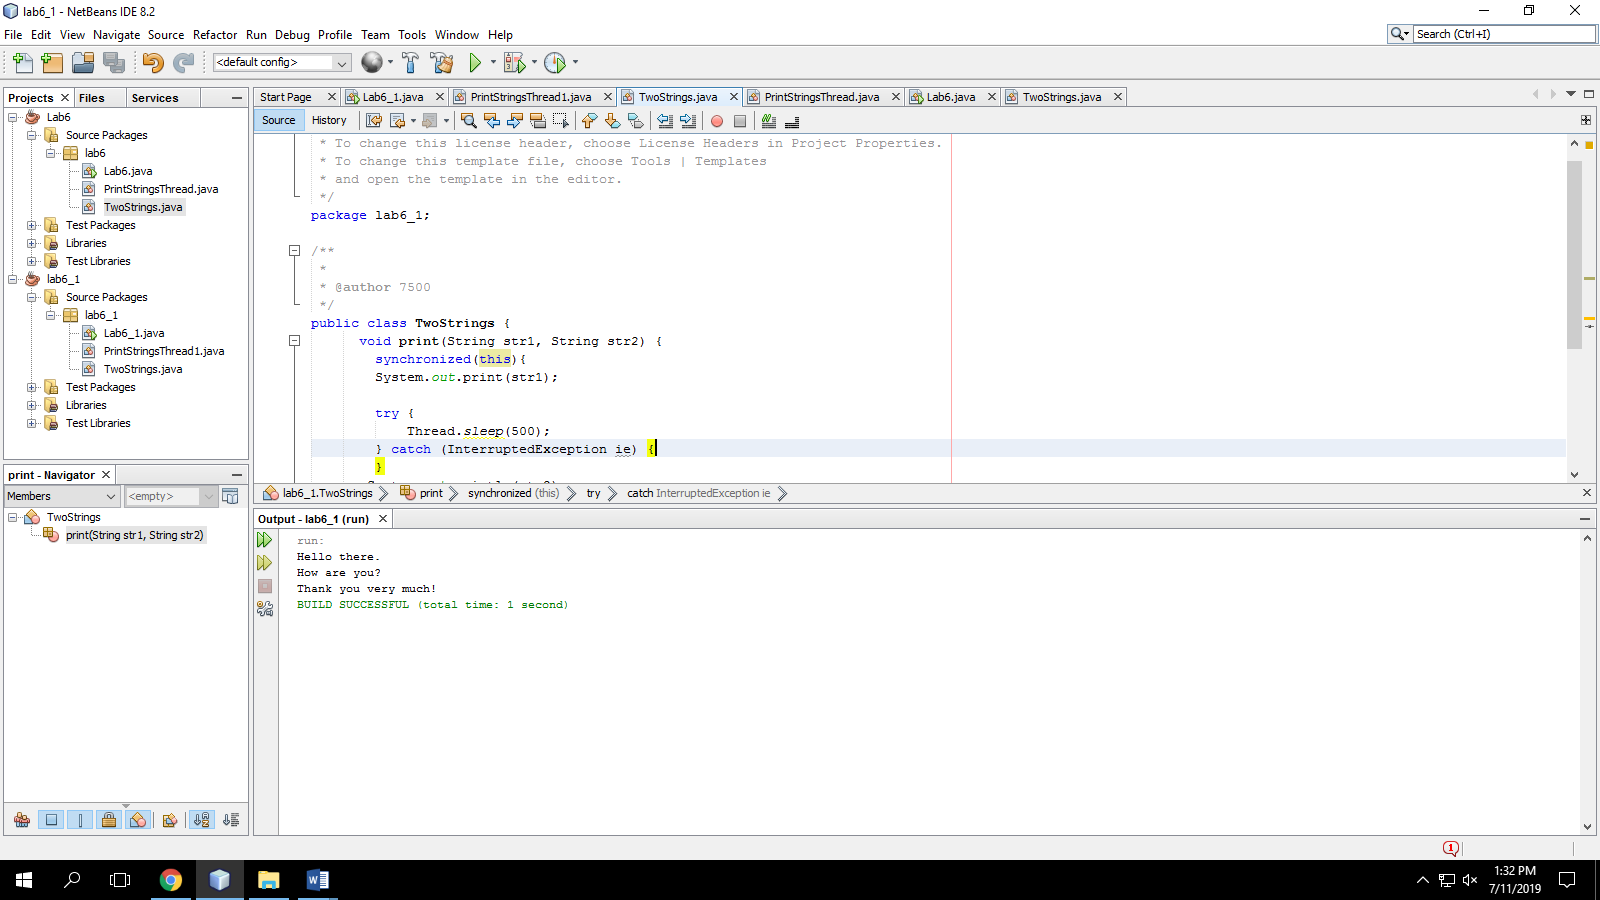 lab6_1 - NetBeans IDE 8.2
File Edit View Navigate Source Refactor Run Debug Profile Team Tools Window Help
Search (Ctrl+I)
<default config>
Projects Files Services
Lab6
Source Packages
lab6
Lab6.java
PrintStringsThread.java
TwoStrings.java
Test Packages
Libraries
Test Libraries
lab6_1
Source Packages
lab6_1
Lab6_1.java
PrintStringsThread1.java
TwoStrings.java
Test Packages
Libraries
Test Libraries
print - Navigator
Members <empty>
TwoStrings
print(String str1, String str2)
Start Page Lab6_1.java PrintStringsThread1.java TwoStrings.java PrintStringsThread.java Lab6.java TwoStrings.java
Source History
* To change this license header, choose License Headers in Project Properties.
* To change this template file, choose Tools | Templates
* and open the template in the editor.
*/
package lab6_1;
/**
*
* @author 7500
*/
public class TwoStrings {
void print(String str1, String str2) {
synchronized(this){
System.out.print(str1);
try {
Thread.sleep(500);
} catch (InterruptedException ie) {
}
lab6_1.TwoStrings print synchronized (this) try catch InterruptedException ie
Output - lab6_1 (run)
run:
Hello there.
How are you?
Thank you very much!
BUILD SUCCESSFUL (total time: 1 second)
1
1:32 PM
7/11/2019